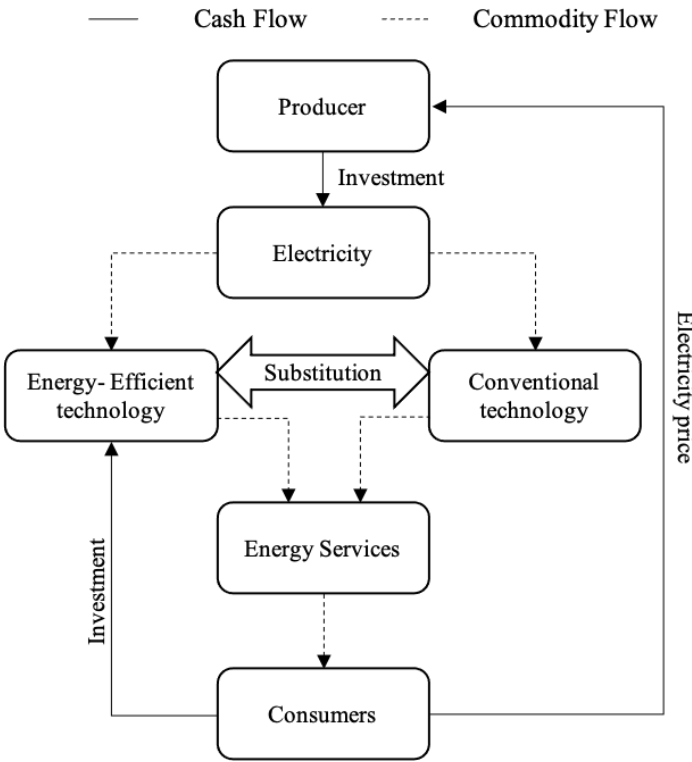 Cash Flow
Commodity Flow
Producer
Investment
Electricity
Energy- Efficient
technology
Substitution
Conventional
technology
Electricity price
Energy Services
Investment
Consumers